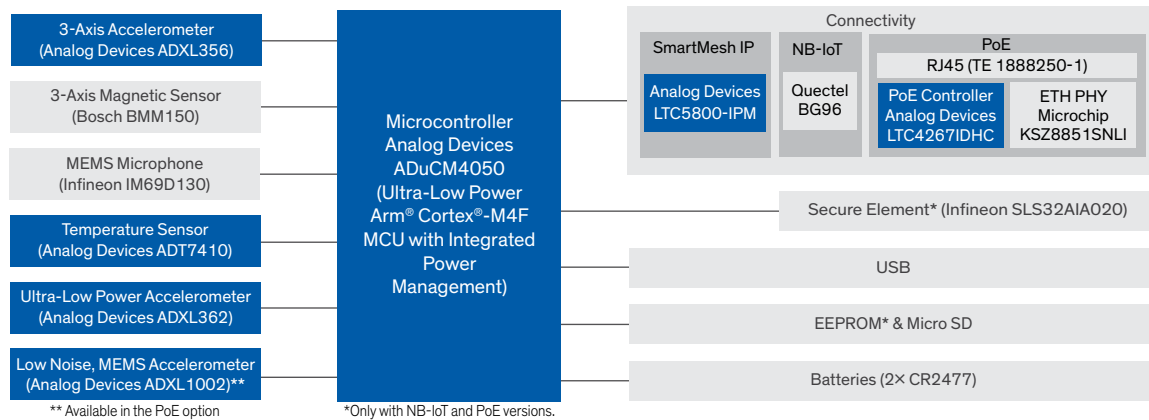 3-Axis Accelerometer
(Analog Devices ADXL356)
3-Axis Magnetic Sensor
(Bosch BMM150)
MEMS Microphone
(Infineon IM69D130)
Temperature Sensor
(Analog Devices ADT7410)
Ultra-Low Power Accelerometer
(Analog Devices ADXL362)
Low Noise, MEMS Accelerometer
(Analog Devices ADXL1002)**
** Available in the PoE option
Microcontroller
Analog Devices
ADuCM4050
(Ultra-Low Power
Arm® Cortex®-M4F
MCU with Integrated
Power
Management)
*Only with NB-IoT and PoE versions.
Connectivity
SmartMesh IP
Analog Devices
LTC5800-IPM
NB-IoT
Quectel
BG96
PoE
RJ45 (TE 1888250-1)
PoE Controller
Analog Devices
LTC4267IDHC
ETH PHY
Microchip
KSZ8851SNLI
Secure Element* (Infineon SLS32AIA020)
USB
EEPROM* & Micro SD
Batteries (2× CR2477)